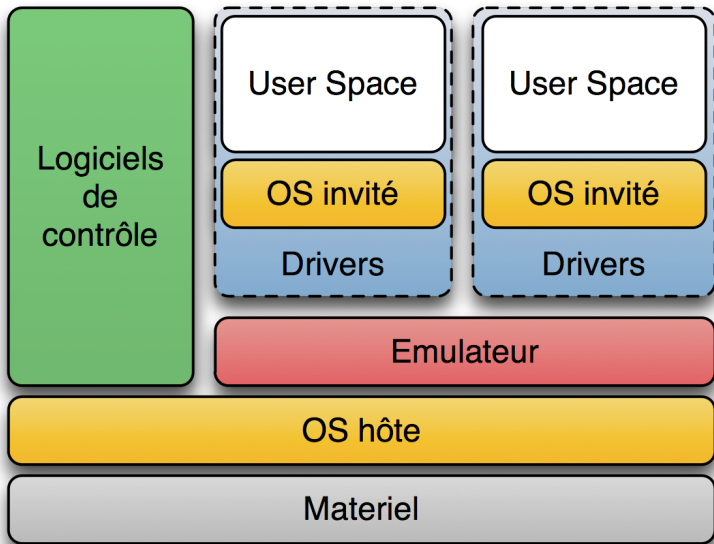 Logiciels
de
contrôle
User Space
OS invité
Drivers
User Space
OS invité
Drivers
Emulateur
OS hôte
Materiel